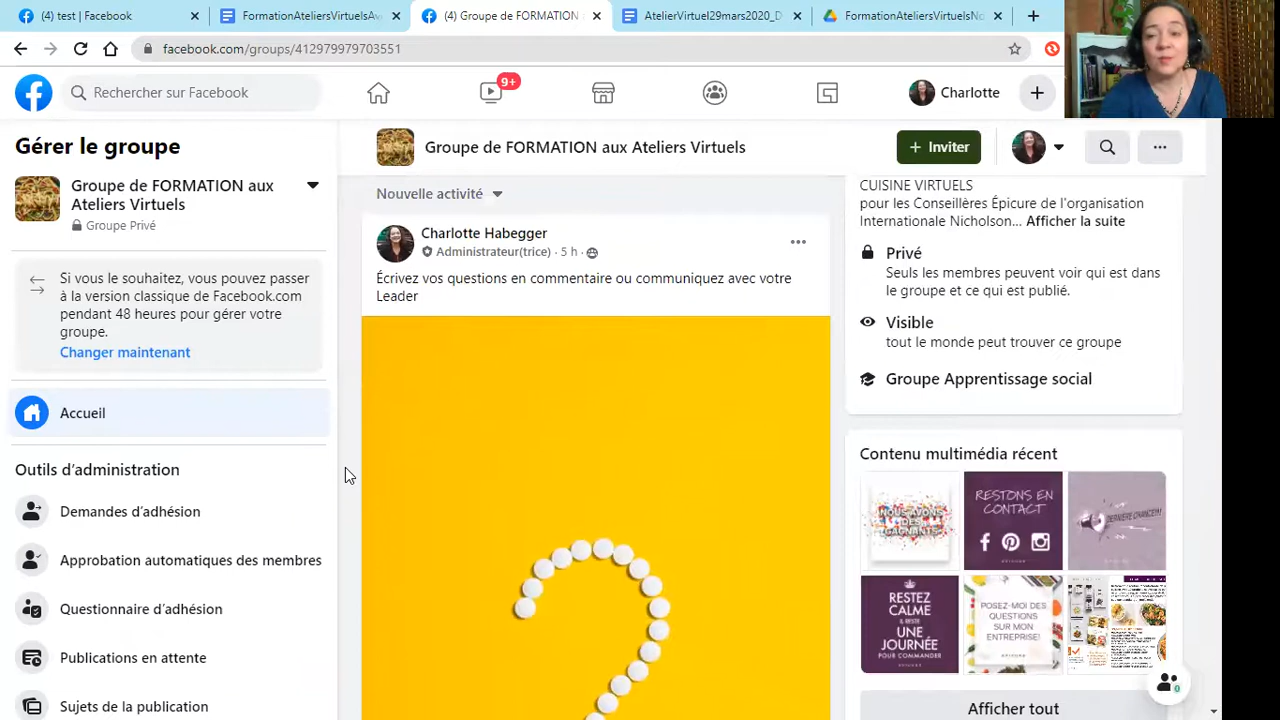 (4) test | Facebook
FormationAteliersVirtuelsAv
(4) Groupe de FORMATION a
AtelierVirtuel29mars2020_D
FormationAteliersVirtuelsNo
facebook.com/groups/412979979703551
Rechercher sur Facebook
9+
Charlotte
Gérer le groupe
Groupe de FORMATION aux
Ateliers Virtuels
Groupe Privé
Si vous le souhaitez, vous pouvez passer
à la version classique de Facebook.com
pendant 48 heures pour gérer votre
groupe.
Changer maintenant
Accueil
Outils d'administration
Demandes d'adhésion
Approbation automatiques des membres
Questionnaire d'adhésion
Publications en attente
Sujets de la publication
Groupe de FORMATION aux Ateliers Virtuels
+ Inviter
Nouvelle activité
Charlotte Habegger
Administrateur(trice) · 5 h ·
Écrivez vos questions en commentaire ou communiquez avec votre
Leader
?
CUISINE VIRTUELS
pour les Conseillères Épicure de l'organisation
Internationale Nicholson... Afficher la suite
Privé
Seuls les membres peuvent voir qui est dans
le groupe et ce qui est publié.
Visible
tout le monde peut trouver ce groupe
Groupe Apprentissage social
Contenu multimédia récent
NOUS AVONS
DES
GAGNANTS
RESTONS EN
CONTACT
DERNIÈRE CHANCE!!!
RESTEZ
CALME
& RESTE
UNE
JOURNÉE
POUR COMMANDER
POSEZ-MOI DES
QUESTIONS
SUR MON
ENTREPRISE!
Afficher tout